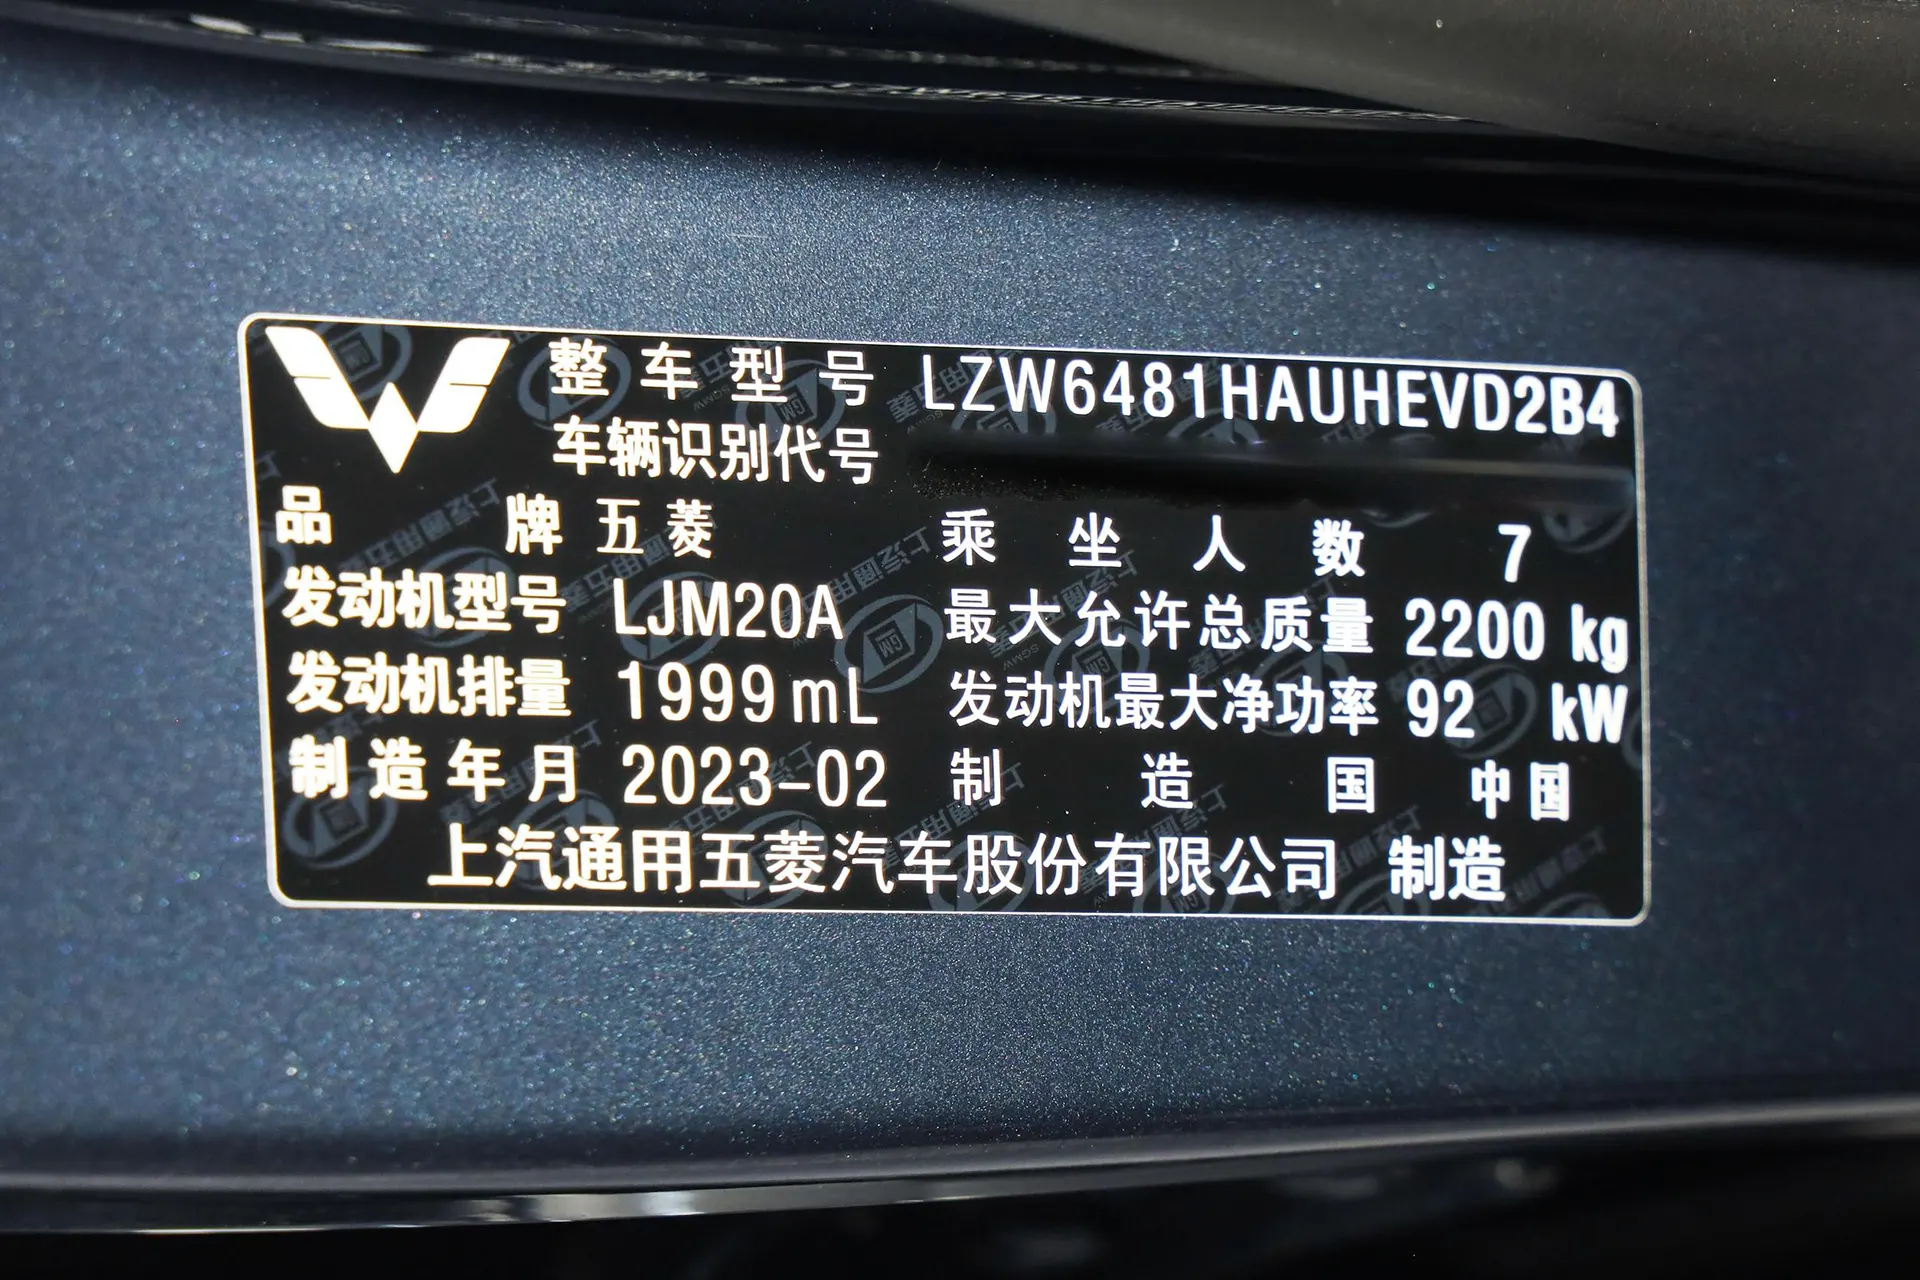 整车型号 LZW6481HAUHEVD2B4
车辆识别代号
品牌 五菱 乘坐人数 7
发动机型号 LJM20A 最大允许总质量 2200 kg
发动机排量 1999 mL 发动机最大净功率 92 kW
制造年月 2023-02 制造国 中国
上汽通用五菱汽车股份有限公司 制造